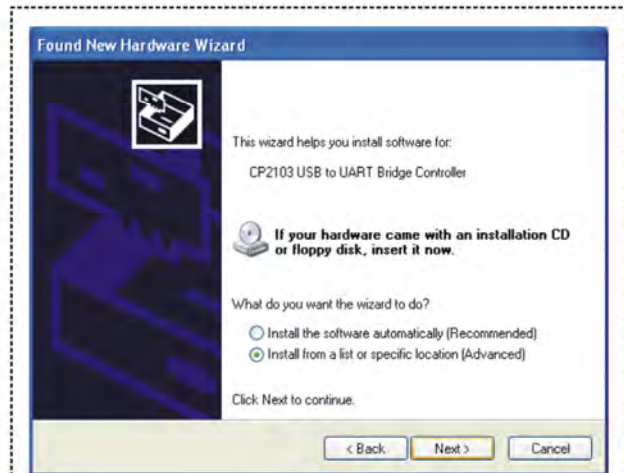 Found New Hardware Wizard
This wizard helps you install software for:
CP2103 USB to UART Bridge Controller
If your hardware came with an installation CD
or floppy disk, insert it now.
What do you want the wizard to do?
Install the software automatically (Recommended)
Install from a list or specific location (Advanced)
Click Next to continue.
< Back
Next >
Cancel